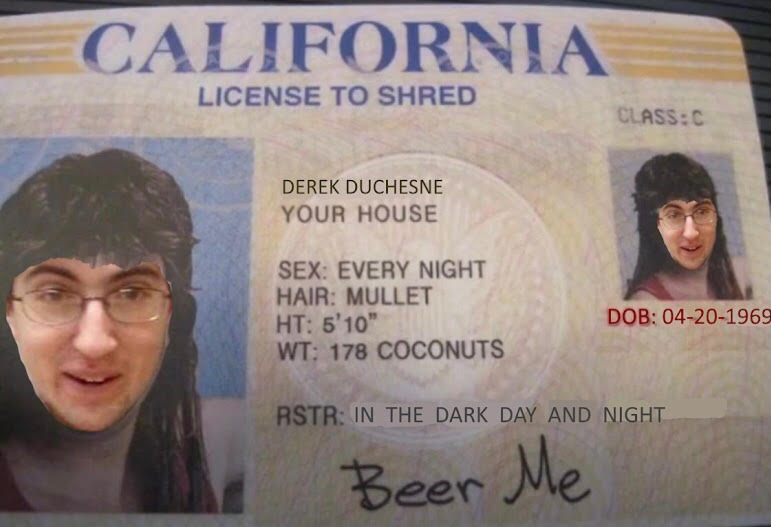 CALIFORNIA
LICENSE TO SHRED
CLASS:C
DEREK DUCHESNE
YOUR HOUSE
SEX: EVERY NIGHT
HAIR: MULLET
HT: 5'10"
WT: 178 COCONUTS
DOB: 04-20-1969
RSTR: IN THE DARK DAY AND NIGHT
Beer Me